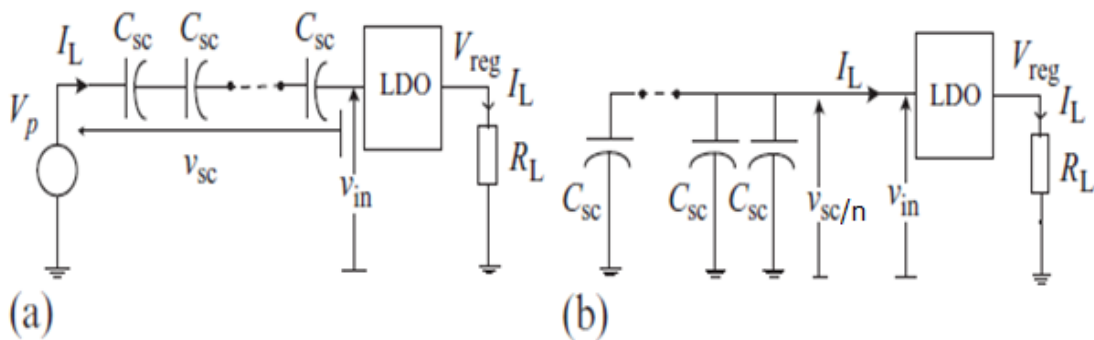 C_sc C_sc C_sc
I_L
LDO
V_reg
I_L
V_p
v_sc
v_in
R_L
(a)
I_L
LDO
V_reg
I_L
C_sc C_sc C_sc
v_sc/n
v_in
R_L
(b)